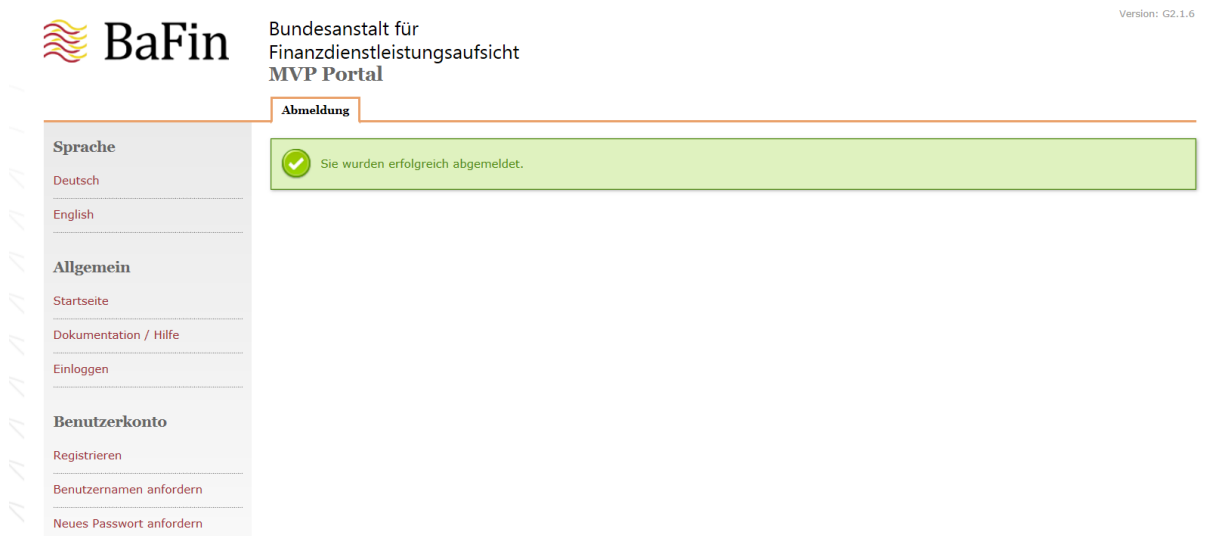 Version: G2.1.6
BaFin
Bundesanstalt für
Finanzdienstleistungsaufsicht
MVP Portal
Abmeldung
Sprache
Deutsch
English
Allgemein
Startseite
Dokumentation / Hilfe
Einloggen
Benutzerkonto
Registrieren
Benutzernamen anfordern
Neues Passwort anfordern
Sie wurden erfolgreich abgemeldet.